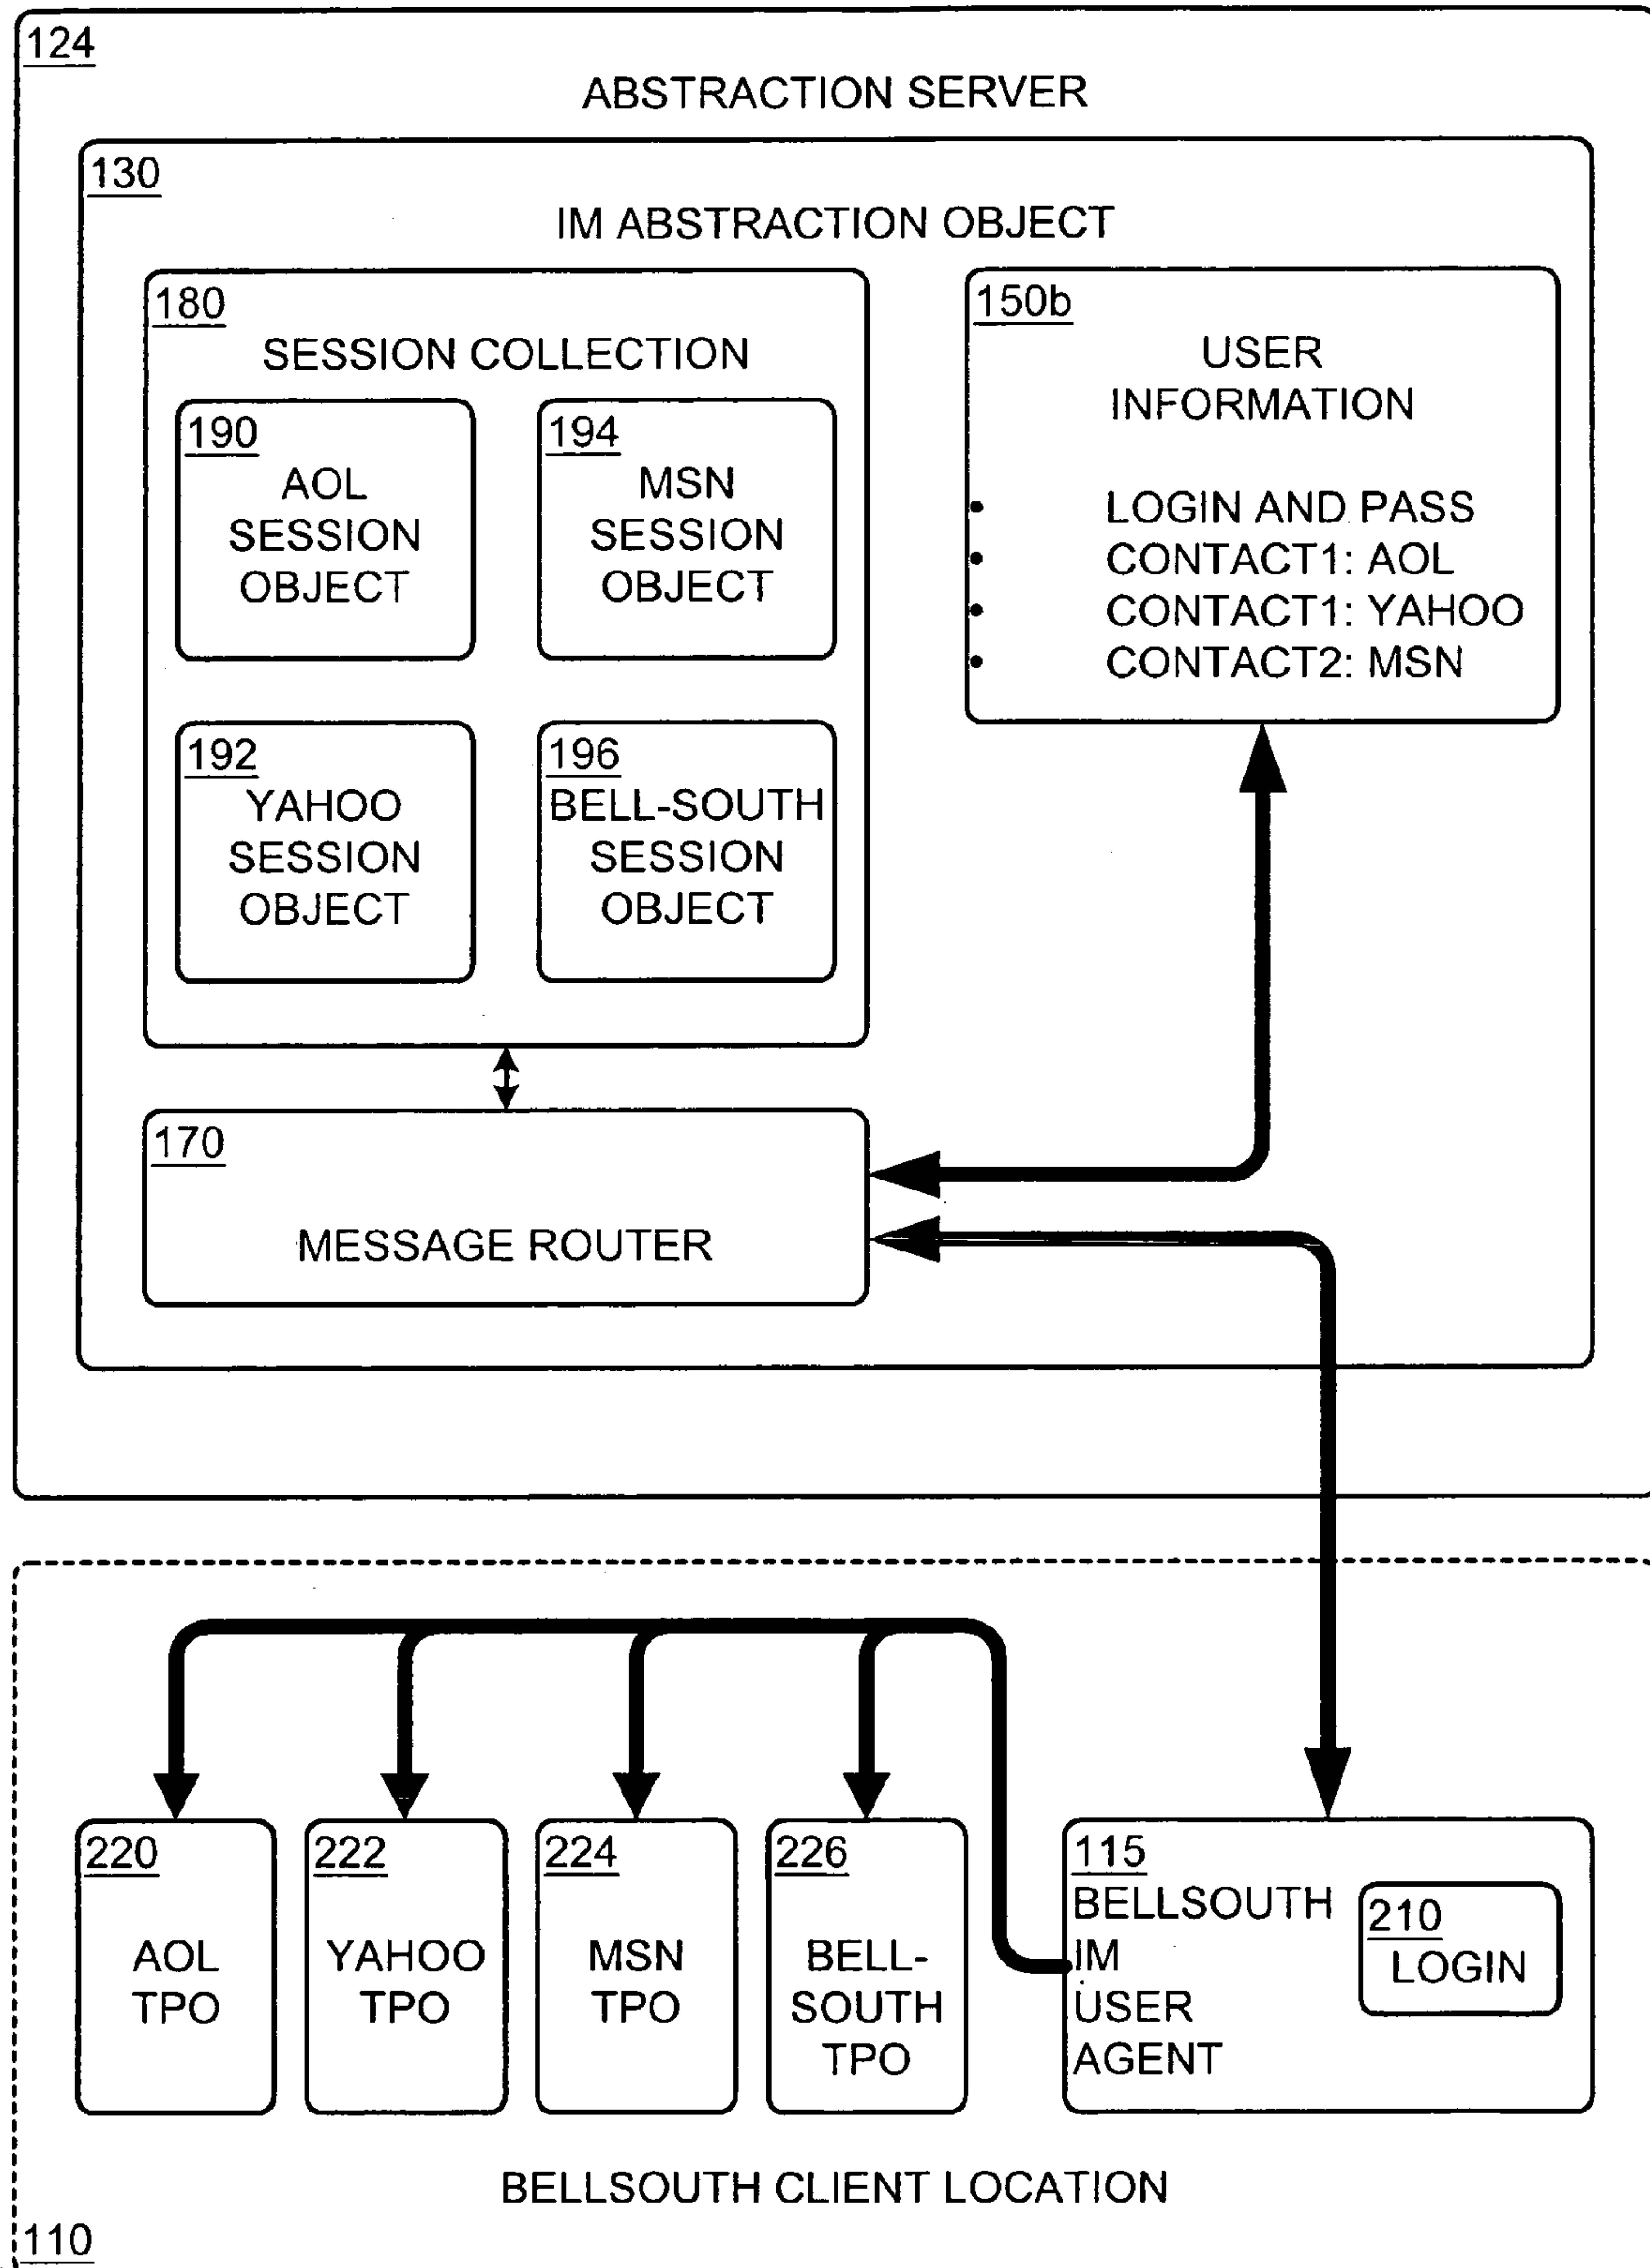 124
ABSTRACTION SERVER
130
IM ABSTRACTION OBJECT
180
SESSION COLLECTION
190
AOL
SESSION
OBJECT
194
MSN
SESSION
OBJECT
192
YAHOO
SESSION
OBJECT
196
BELL-SOUTH
SESSION
OBJECT
150b
USER
INFORMATION
• LOGIN AND PASS
• CONTACT1: AOL
• CONTACT1: YAHOO
• CONTACT2: MSN
170
MESSAGE ROUTER
220
AOL
TPO
222
YAHOO
TPO
224
MSN
TPO
226
BELL-
SOUTH
TPO
115
BELLSOUTH
IM
USER
AGENT
210
LOGIN
BELLSOUTH CLIENT LOCATION
110